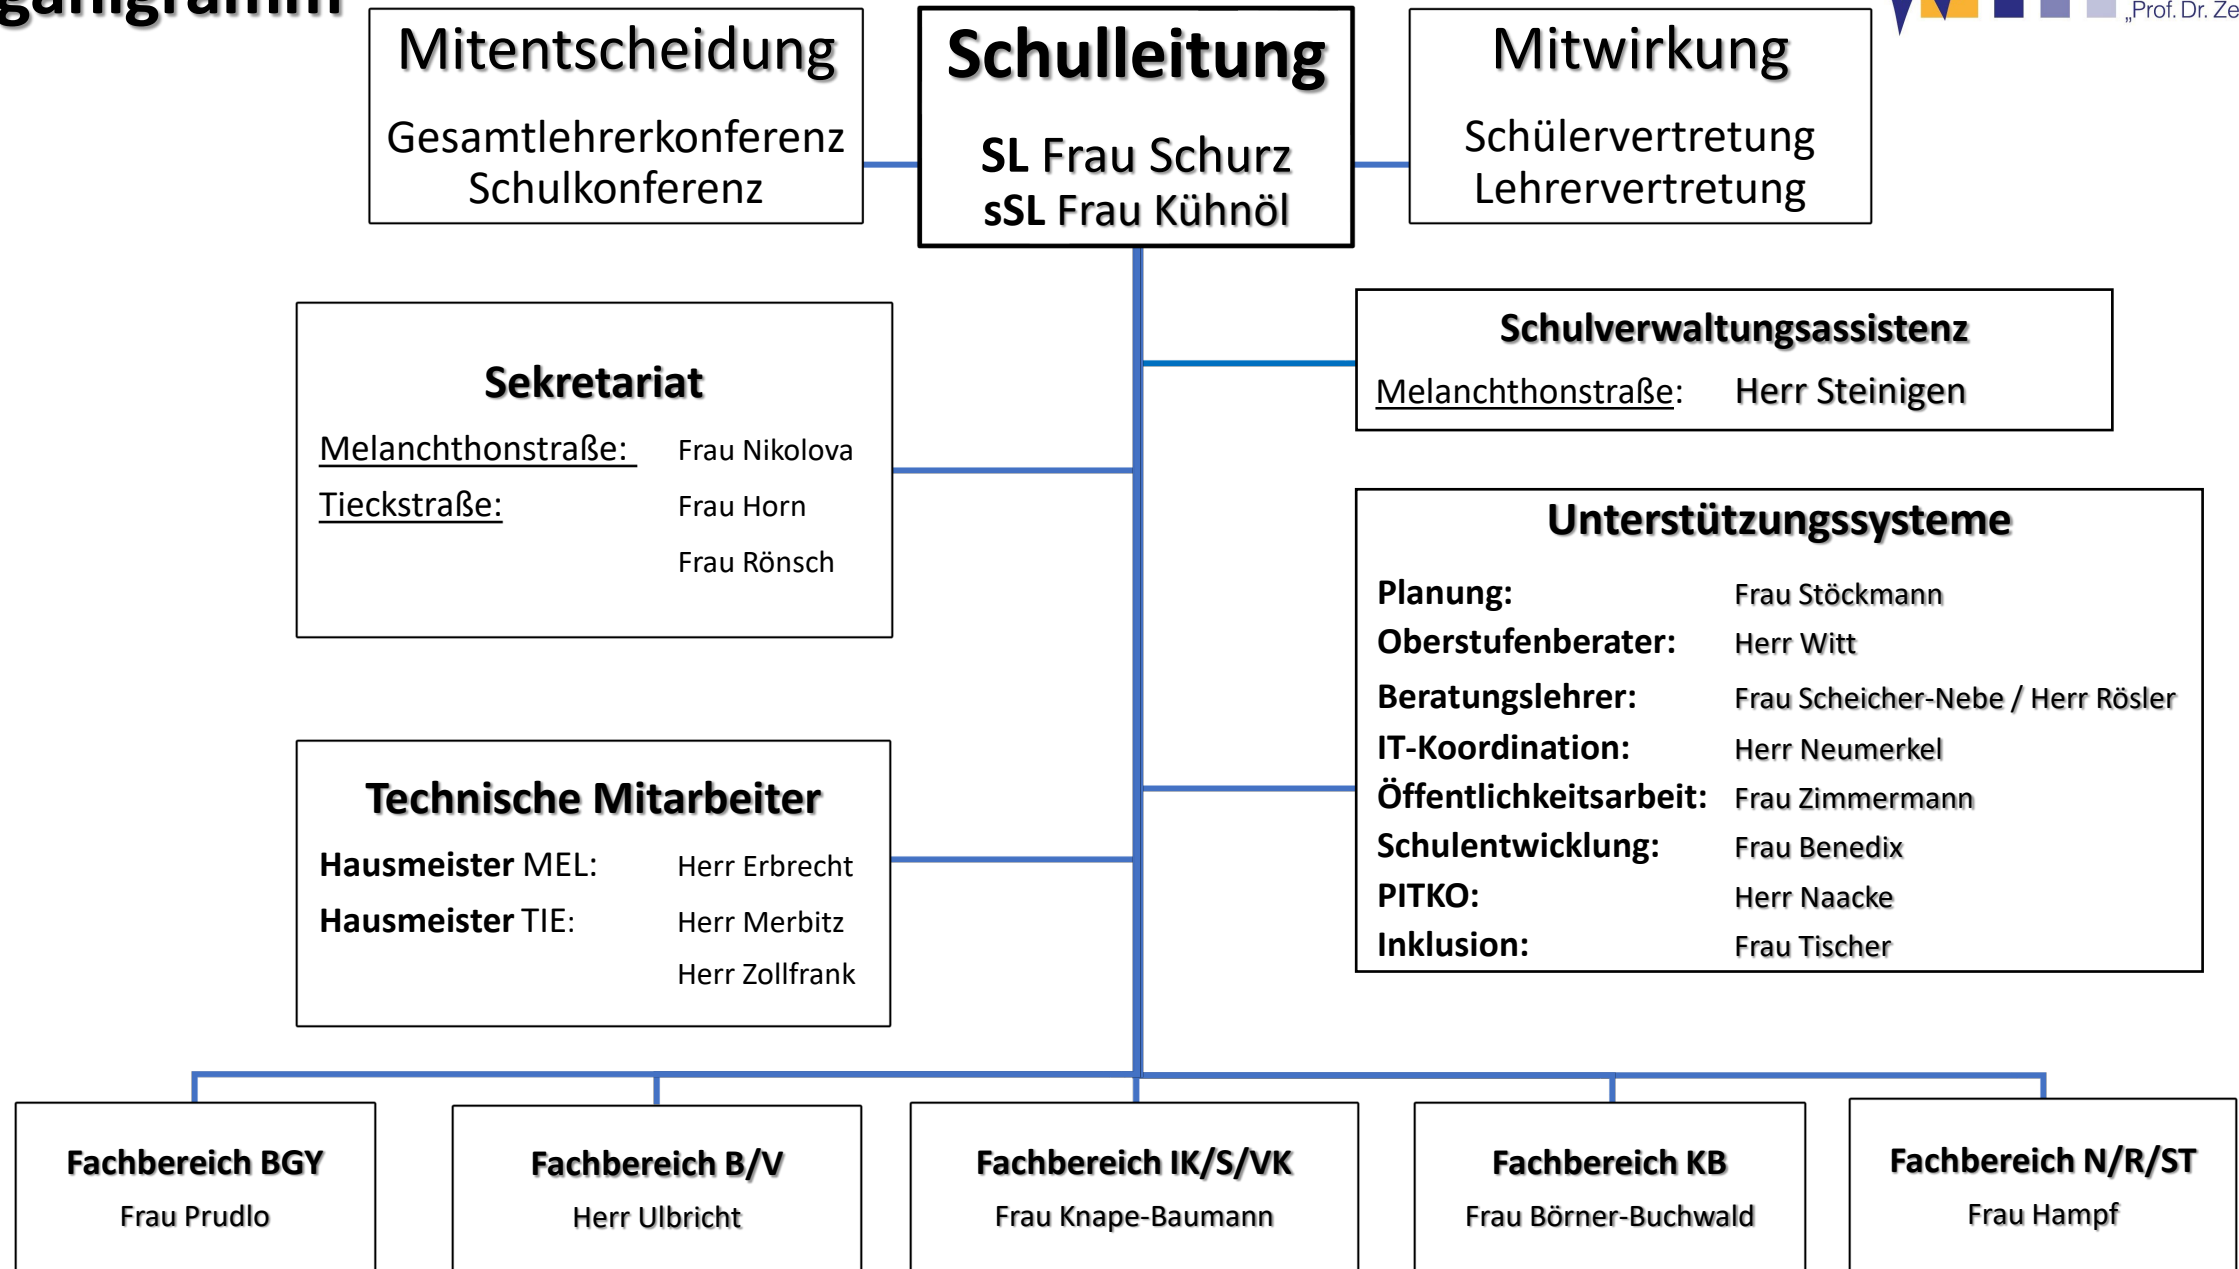 Mitentscheidung
Gesamtlehrerkonferenz
Schulkonferenz
Schulleitung
SL Frau Schurz
sSL Frau Kühnöl
Mitwirkung
Schülervertretung
Lehrervertretung
„Prof. Dr.
Sekretariat
Melanchthonstraße: Frau Nikolova
Tieckstraße: Frau Horn
Frau Rönsch
Schulverwaltungsassistenz
Melanchthonstraße: Herr Steinigen
Unterstützungssysteme
Planung: Frau Stöckmann
Oberstufenberater: Herr Witt
Beratungslehrer: Frau Scheicher-Nebe / Herr Rösler
IT-Koordination: Herr Neumerkel
Öffentlichkeitsarbeit: Frau Zimmermann
Schulentwicklung: Frau Benedix
PITKO: Herr Naacke
Inklusion: Frau Tischer
Technische Mitarbeiter
Hausmeister MEL: Herr Erbrecht
Hausmeister TIE: Herr Merbitz
Herr Zollfrank
Fachbereich BGY
Frau Prudlo
Fachbereich B/V
Herr Ulbricht
Fachbereich IK/S/VK
Frau Knape-Baumann
Fachbereich KB
Frau Börner-Buchwald
Fachbereich N/R/ST
Frau Hampf